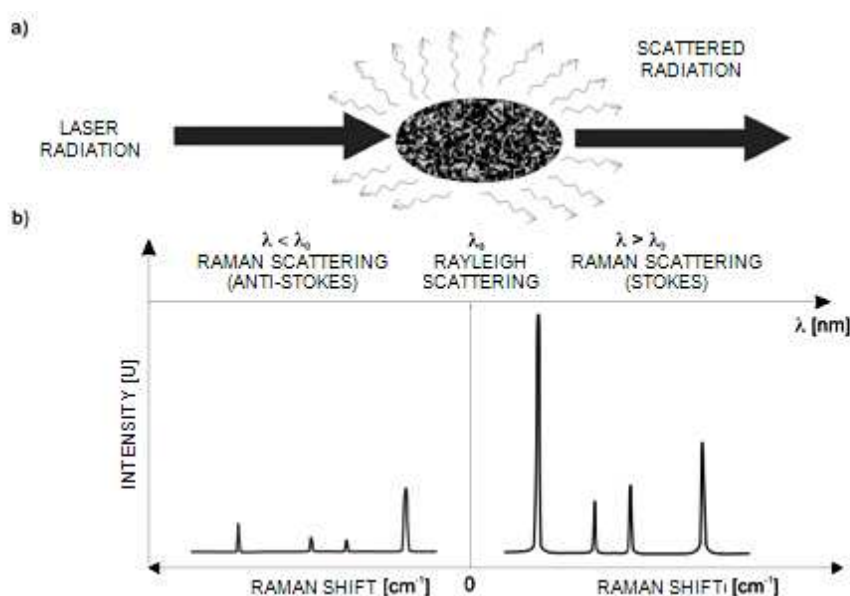 a)
SCATTERED
RADIATION
LASER
RADIATION
b)
λ < λ₀
λ₀
λ > λ₀
RAMAN SCATTERING
(ANTI-STOKES)
RAYLEIGH
SCATTERING
RAMAN SCATTERING
(STOKES)
λ [nm]
INTENSITY [U]
RAMAN SHIFT [cm⁻¹]
0
RAMAN SHIFTı [cm⁻¹]